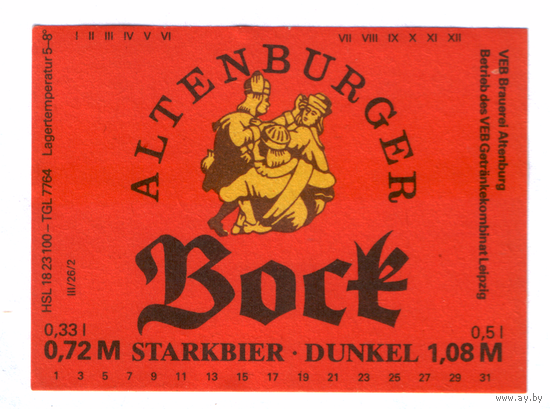 I II III IV V VI VII VIII IX X XI XII
ALTENBURGER
Bock
0,33 l 0,5 l
0,72 M STARKBIER · DUNKEL 1,08 M
1 3 5 7 9 11 13 15 17 19 21 23 25 27 29 31
HSL 18 23 100 – TGL 7764 Lagertemperatur 5–8°
III/26/2
VEB Brauerei Altenburg
Betrieb des VEB Getränkekombinat Leipzig
www.ay.by